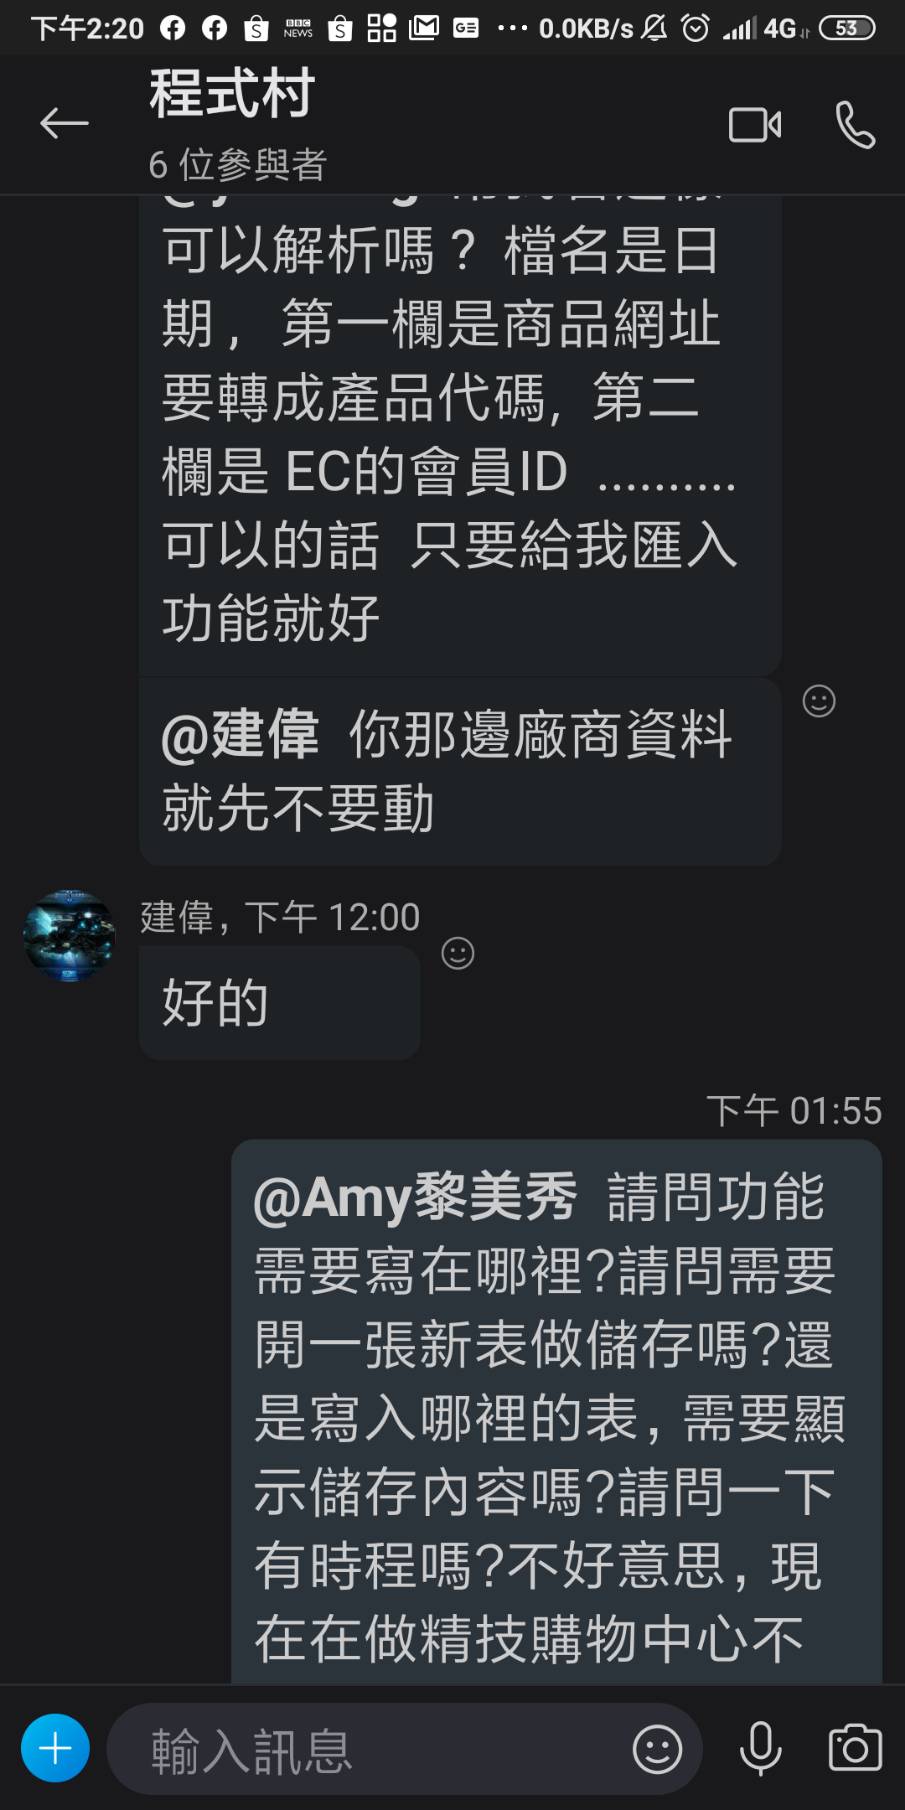 下午2:20 S BBC NEWS S GE ··· 0.0KB/s 4G 53
程式村
6 位參與者
可以解析嗎? 檔名是日
期, 第一欄是商品網址
要轉成產品代碼, 第二
欄是 EC的會員ID ..........
可以的話 只要給我匯入
功能就好
@建偉 你那邊廠商資料
就先不要動
建偉, 下午 12:00
好的
下午 01:55
@Amy黎美秀 請問功能
需要寫在哪裡?請問需要
開一張新表做儲存嗎?還
是寫入哪裡的表, 需要顯
示儲存內容嗎?請問一下
有時程嗎?不好意思, 現
在在做精技購物中心不
輸入訊息